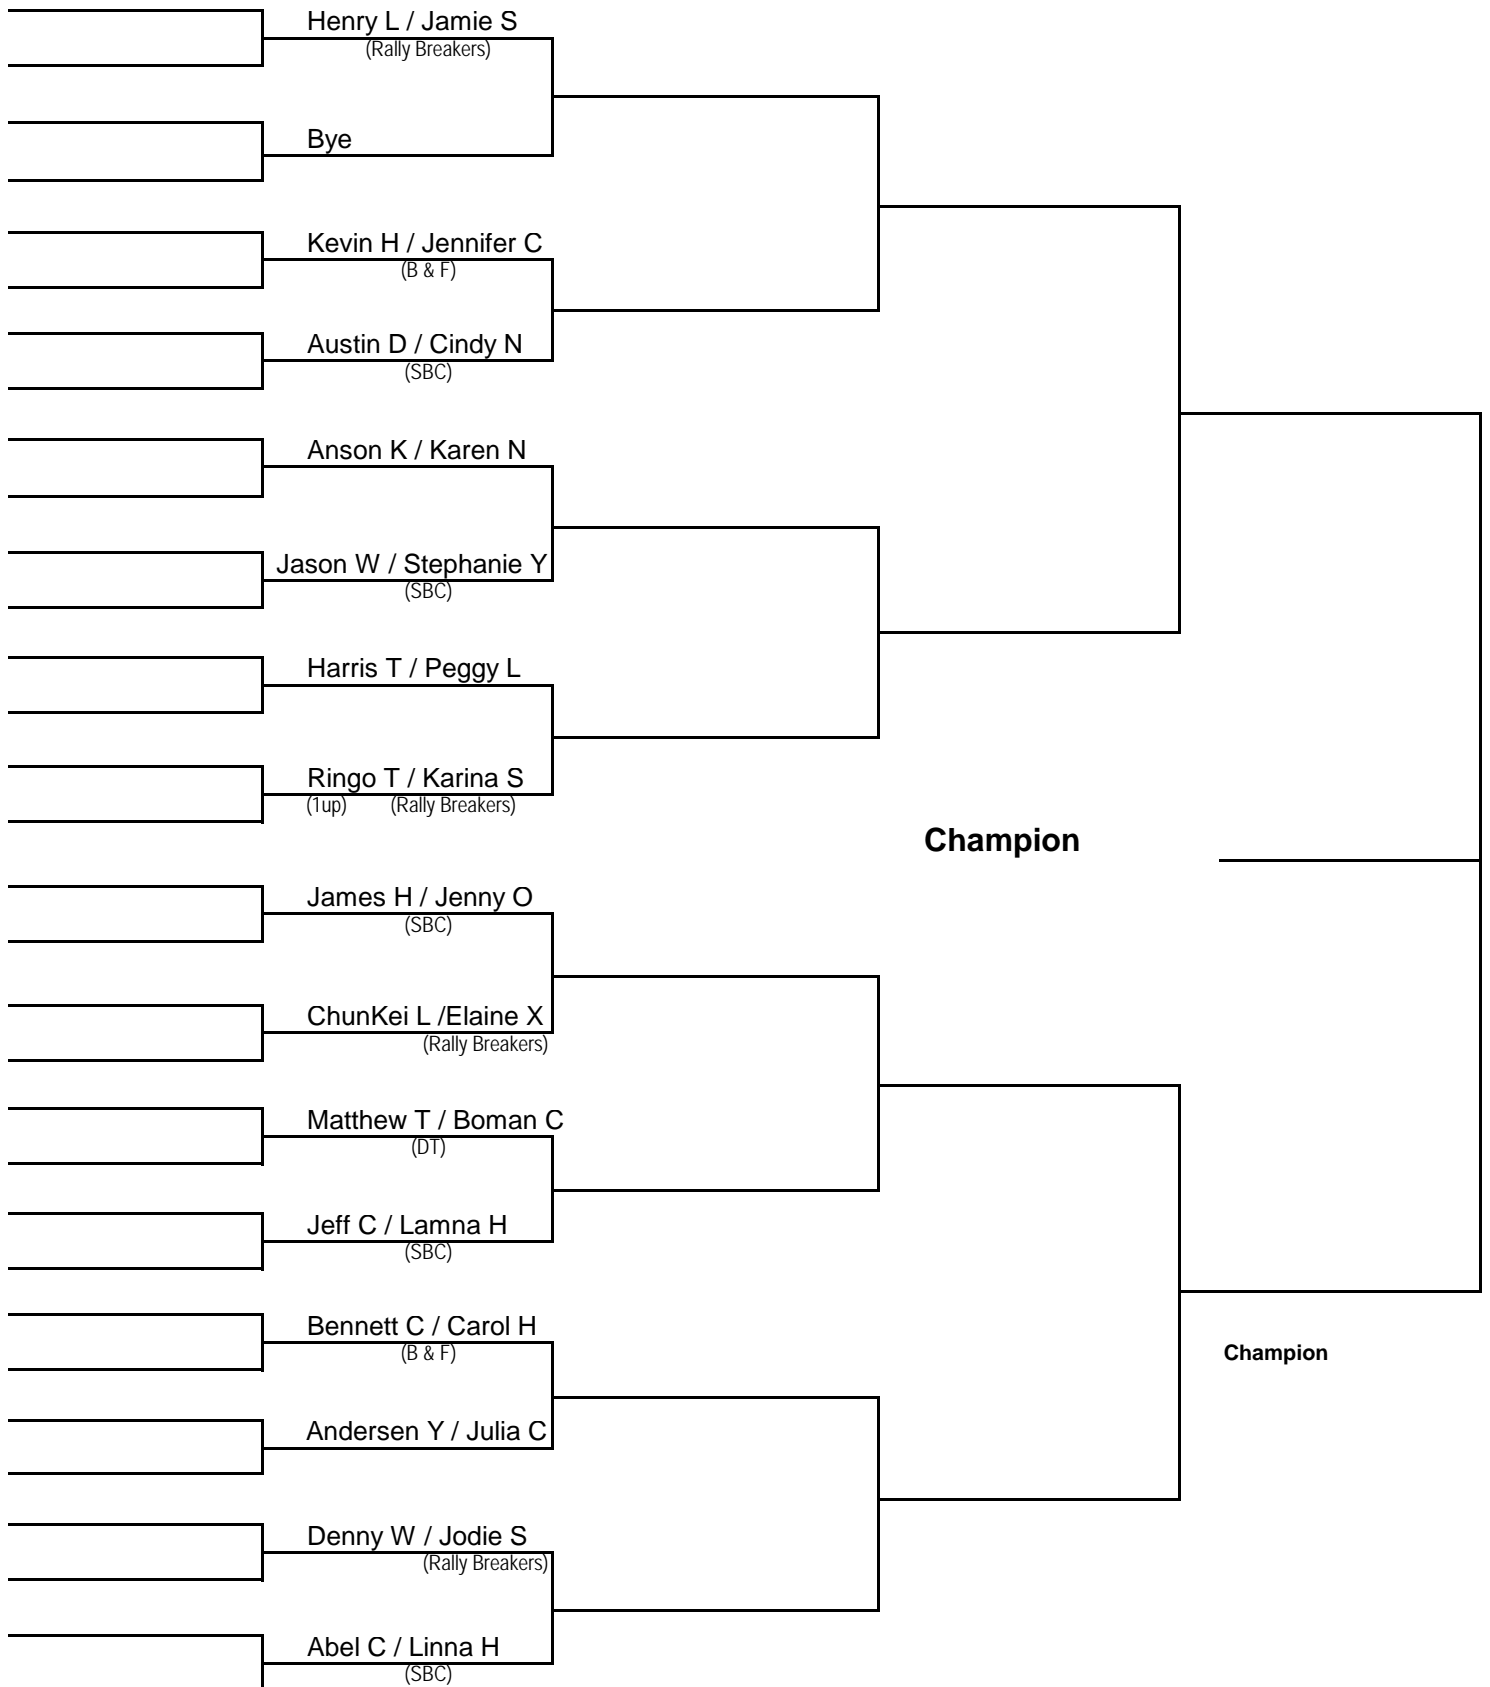 Henry L / Jamie S
(Rally Breakers)
Bye
Kevin H / Jennifer C
(B & F)
Austin D / Cindy N
(SBC)
Anson K / Karen N
Jason W / Stephanie Y
(SBC)
Harris T / Peggy L
Ringo T / Karina S
(1up) (Rally Breakers)
Champion
James H / Jenny O
(SBC)
ChunKei L /Elaine X
(Rally Breakers)
Matthew T / Boman C
(DT)
Jeff C / Lamna H
(SBC)
Bennett C / Carol H
(B & F)
Champion
Andersen Y / Julia C
Denny W / Jodie S
(Rally Breakers)
Abel C / Linna H
(SBC)